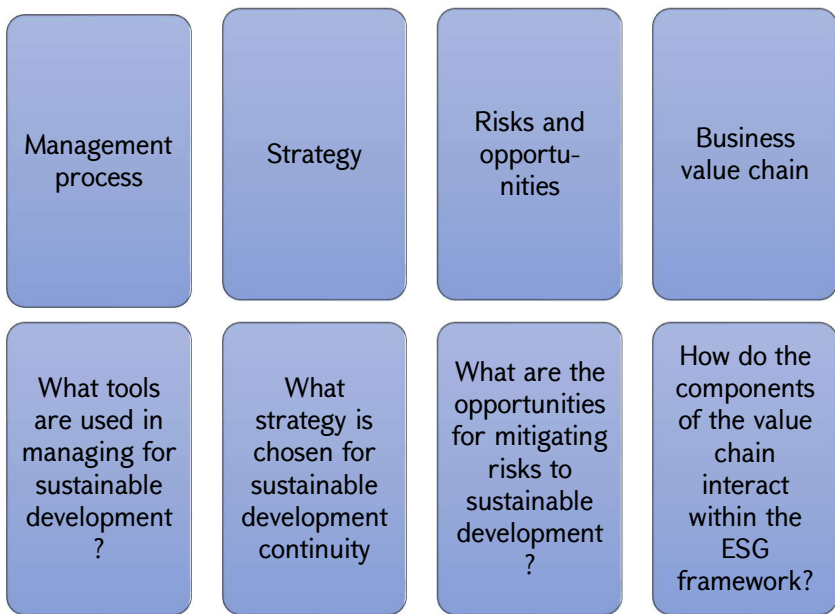 Management
process
Strategy
Risks and
opportu-
nities
Business
value chain
What tools
are used in
managing for
sustainable
development
?
What
strategy is
chosen for
sustainable
development
continuity
What are the
opportunities
for mitigating
risks to
sustainable
development
?
How do the
components
of the value
chain
interact
within the
ESG
framework?